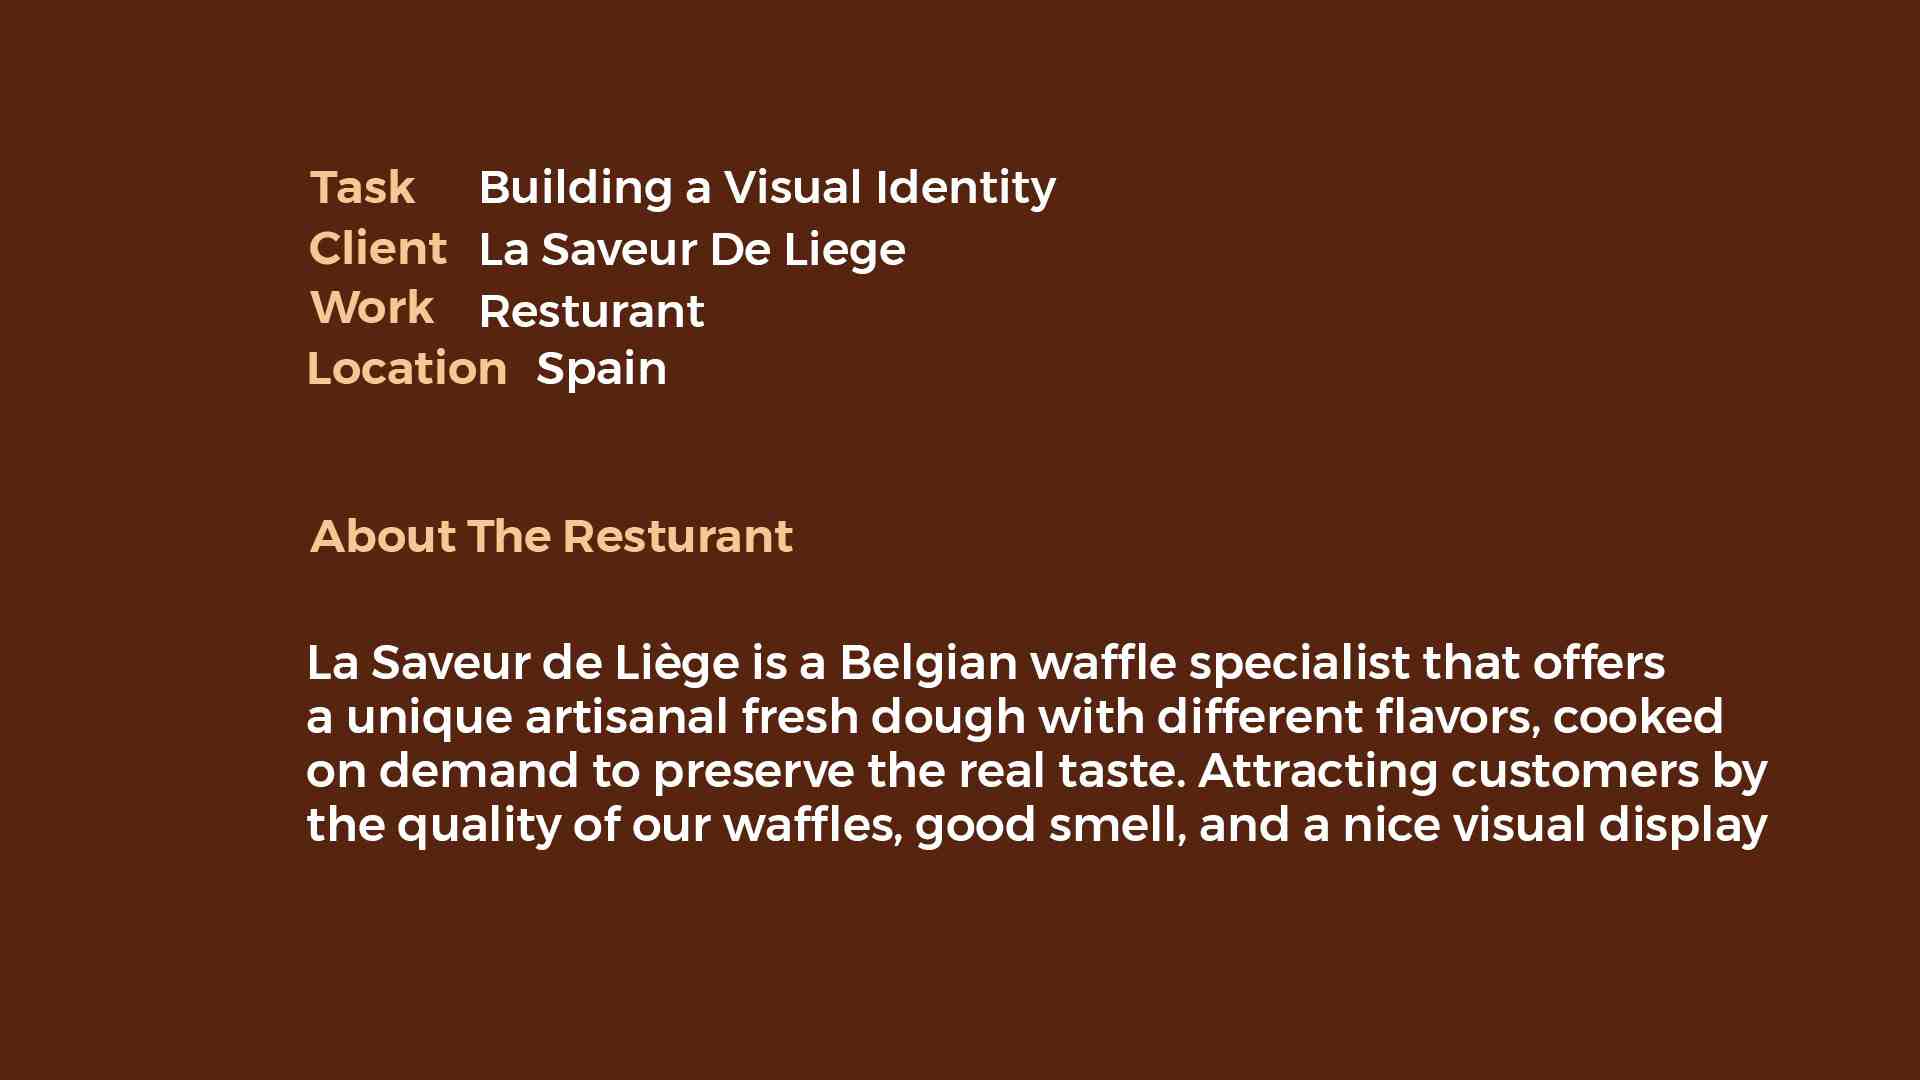 Task Building a Visual Identity
Client La Saveur De Liege
Work Resturant
Location Spain
About The Resturant
La Saveur de Liège is a Belgian waffle specialist that offers
a unique artisanal fresh dough with different flavors, cooked
on demand to preserve the real taste. Attracting customers by
the quality of our waffles, good smell, and a nice visual display